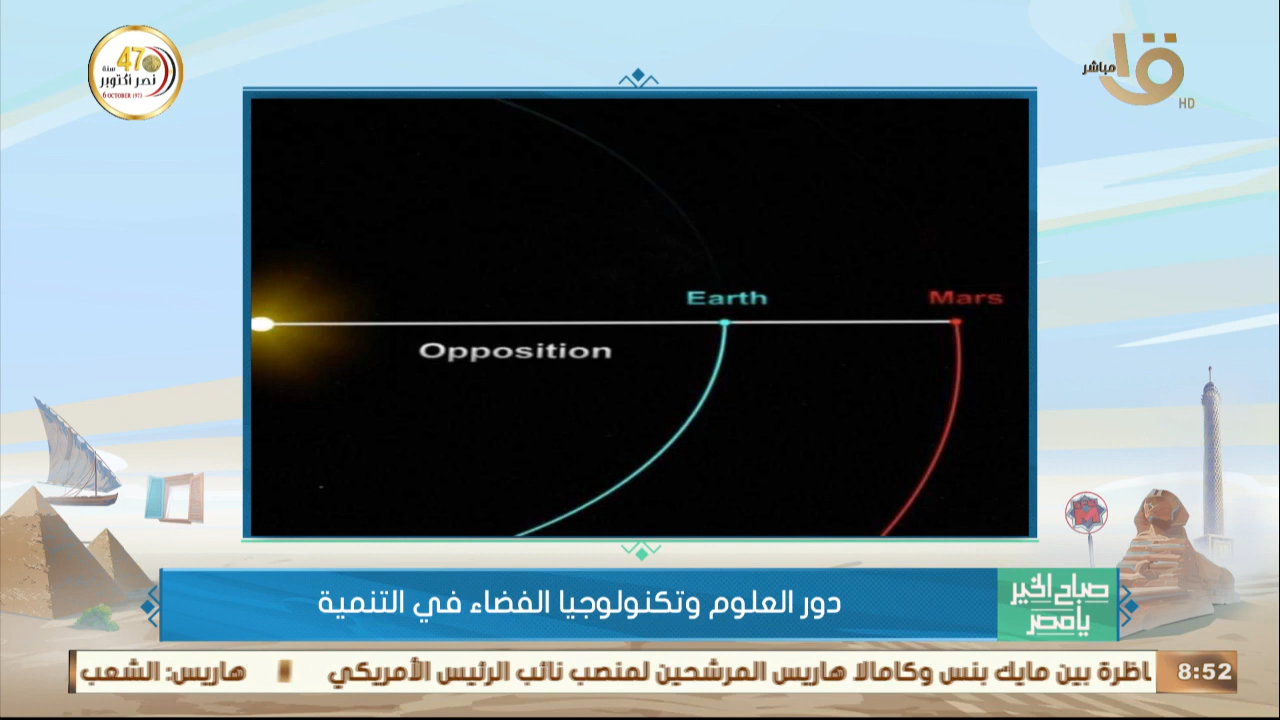 47
سنة
نصر أكتوبر
6 OCTOBER 1973
مباشر
HD
Earth
Mars
Opposition
صباح الخير
يا مصر
دور العلوم وتكنولوجيا الفضاء في التنمية
8:52
اظرة بين مايك بنس وكامالا هاريس المرشحين لمنصب نائب الرئيس الأمريكي
هاريس: الشعب